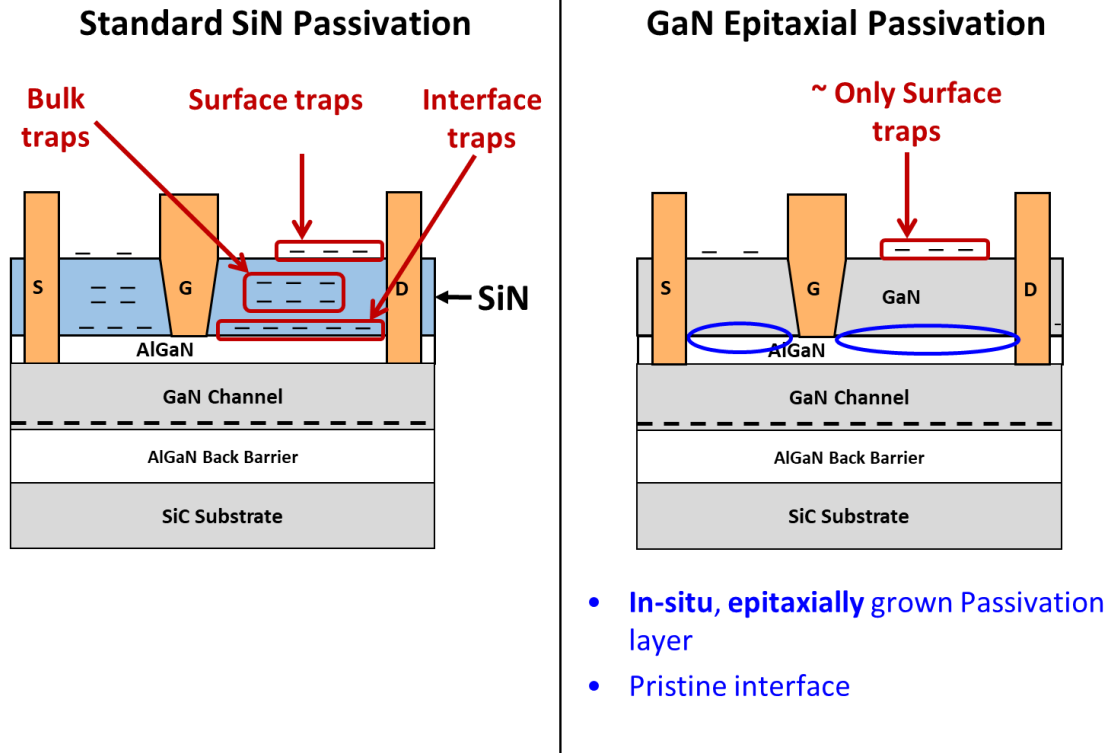 Standard SiN Passivation
Bulk
traps
Surface traps
Interface
traps
S
G
D
SiN
AlGaN
GaN Channel
AlGaN Back Barrier
SiC Substrate
GaN Epitaxial Passivation
~ Only Surface
traps
S
G
GaN
D
AlGaN
GaN Channel
AlGaN Back Barrier
SiC Substrate
• In-situ, epitaxially grown Passivation
layer
• Pristine interface